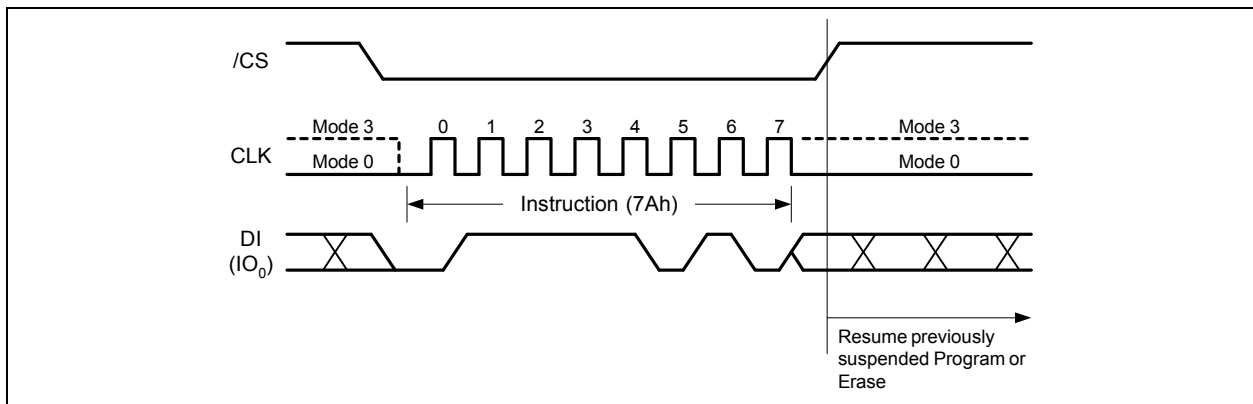 /CS
Mode 3 0 1 2 3 4 5 6 7 Mode 3
CLK
Mode 0 Mode 0
Instruction (7Ah)
DI
(IO₀)
Resume previously
suspended Program or
Erase